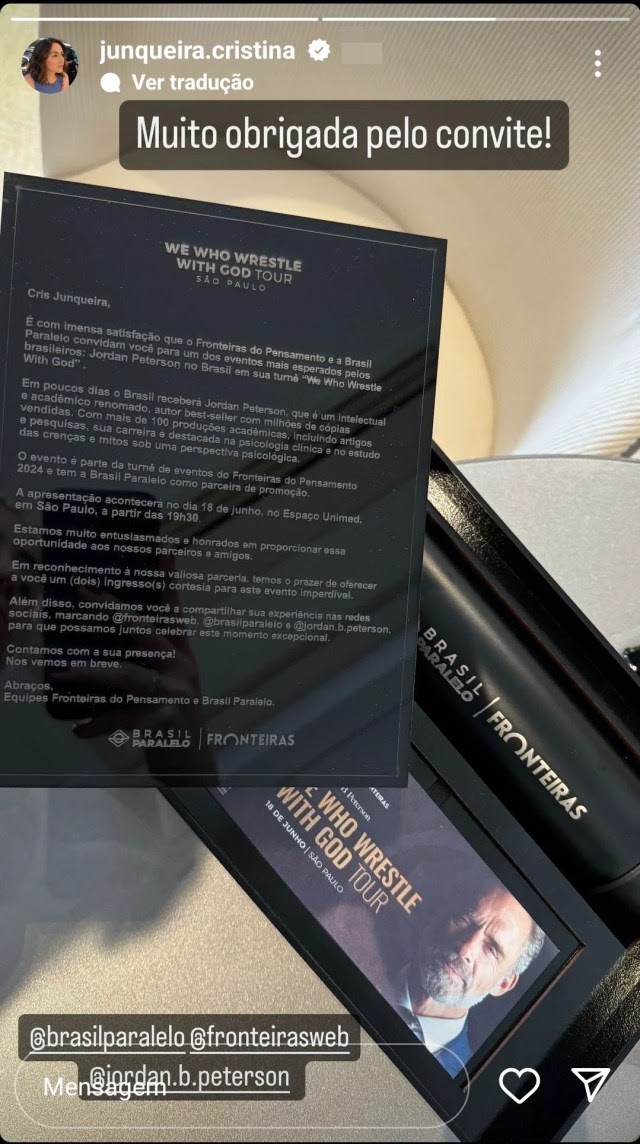 junqueira.cristina
Ver tradução
Muito obrigada pelo convite!
WE WHO WRESTLE
WITH GOD TOUR
SÃO PAULO
Cris Junqueira,
É com imensa satisfação que o Fronteiras do Pensamento e a Brasil
Paralelo convidam você para um dos eventos mais esperados pelos
brasileiros: Jordan Peterson no Brasil em sua turnê “We Who Wrestle
With God”.
Em poucos dias o Brasil receberá Jordan Peterson, que é um intelectual
e acadêmico renomado, autor best-seller com milhões de cópias
vendidas. Com mais de 100 produções acadêmicas, incluindo artigos
e pesquisas, sua carreira é destacada na psicologia clínica e no estudo
das crenças e mitos sob uma perspectiva psicológica.
O evento é parte da turnê de eventos do Fronteiras do Pensamento
2024 e tem a Brasil Paralelo como parceira de promoção.
A apresentação acontecerá no dia 18 de junho, no Espaço Unimed,
em São Paulo, a partir das 19h30.
Estamos muito entusiasmados e honrados em proporcionar essa
oportunidade aos nossos parceiros e amigos.
Em reconhecimento à nossa valiosa parceria, temos o prazer de oferecer
a você um (dois) ingresso(s) cortesia para este evento imperdível.
Além disso, convidamos você a compartilhar sua experiência nas redes
sociais, marcando @fronteirasweb, @brasilparalelo e @jordan.b.peterson,
para que possamos juntos celebrar este momento excepcional.
Contamos com a sua presença!
Nos vemos em breve.
Abraços,
Equipes Fronteiras do Pensamento e Brasil Paralelo.
BRASIL
PARALELO | FRONTEIRAS
BRASIL
PARALELO | FRONTEIRAS
Peterson
WE WHO WRESTLE
WITH GOD TOUR
18 DE JUNHO | SÃO PAULO
@brasilparalelo @fronteirasweb
@jordan.b.peterson
Mensagem